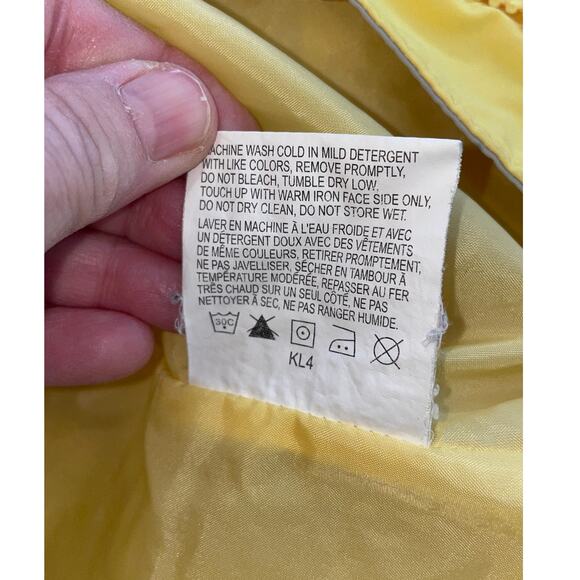 MACHINE WASH COLD IN MILD DETERGENT
WITH LIKE COLORS, REMOVE PROMPTLY,
DO NOT BLEACH, TUMBLE DRY LOW.
TOUCH UP WITH WARM IRON FACE SIDE ONLY,
DO NOT DRY CLEAN, DO NOT STORE WET.
LAVER EN MACHINE À L'EAU FROIDE ET AVEC
UN DÉTERGENT DOUX AVEC DES VÊTEMENTS
DE MÊME COULEURS, RETIRER PROMPTEMENT,
NE PAS JAVELLISER, SÉCHER EN TAMBOUR À
TEMPÉRATURE MODÉRÉE, REPASSER AU FER
TRÈS CHAUD SUR UN SEUL CÔTÉ, NE PAS
NETTOYER À SEC, NE PAS RANGER HUMIDE.
30C
KL4